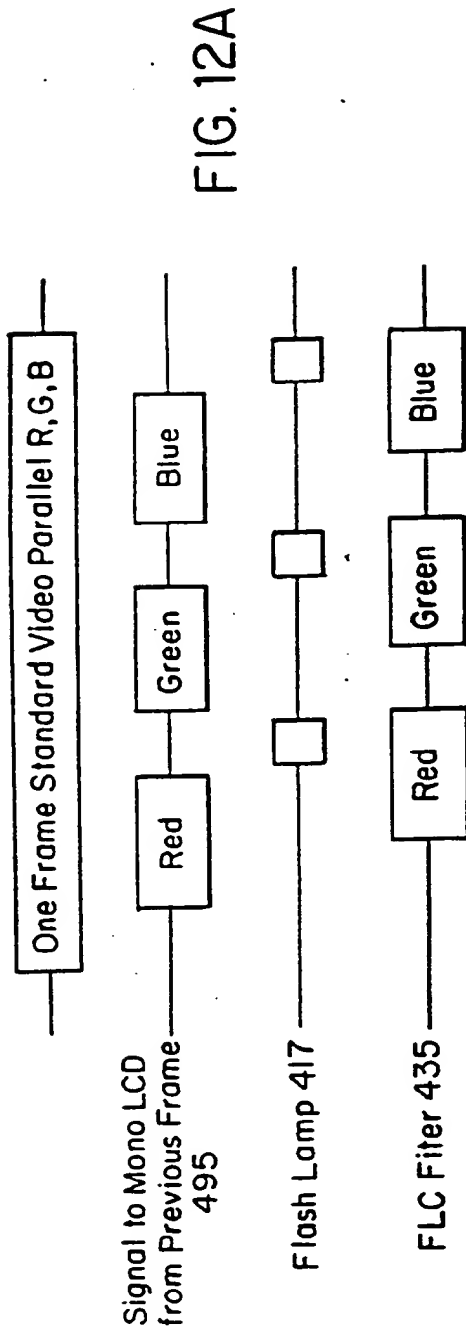 One Frame Standard Video Parallel R,G,B
Signal to Mono LCD
from Previous Frame
495
Red
Green
Blue
Flash Lamp 417
FLC Fiter 435
Red
Green
Blue
FIG. 12A